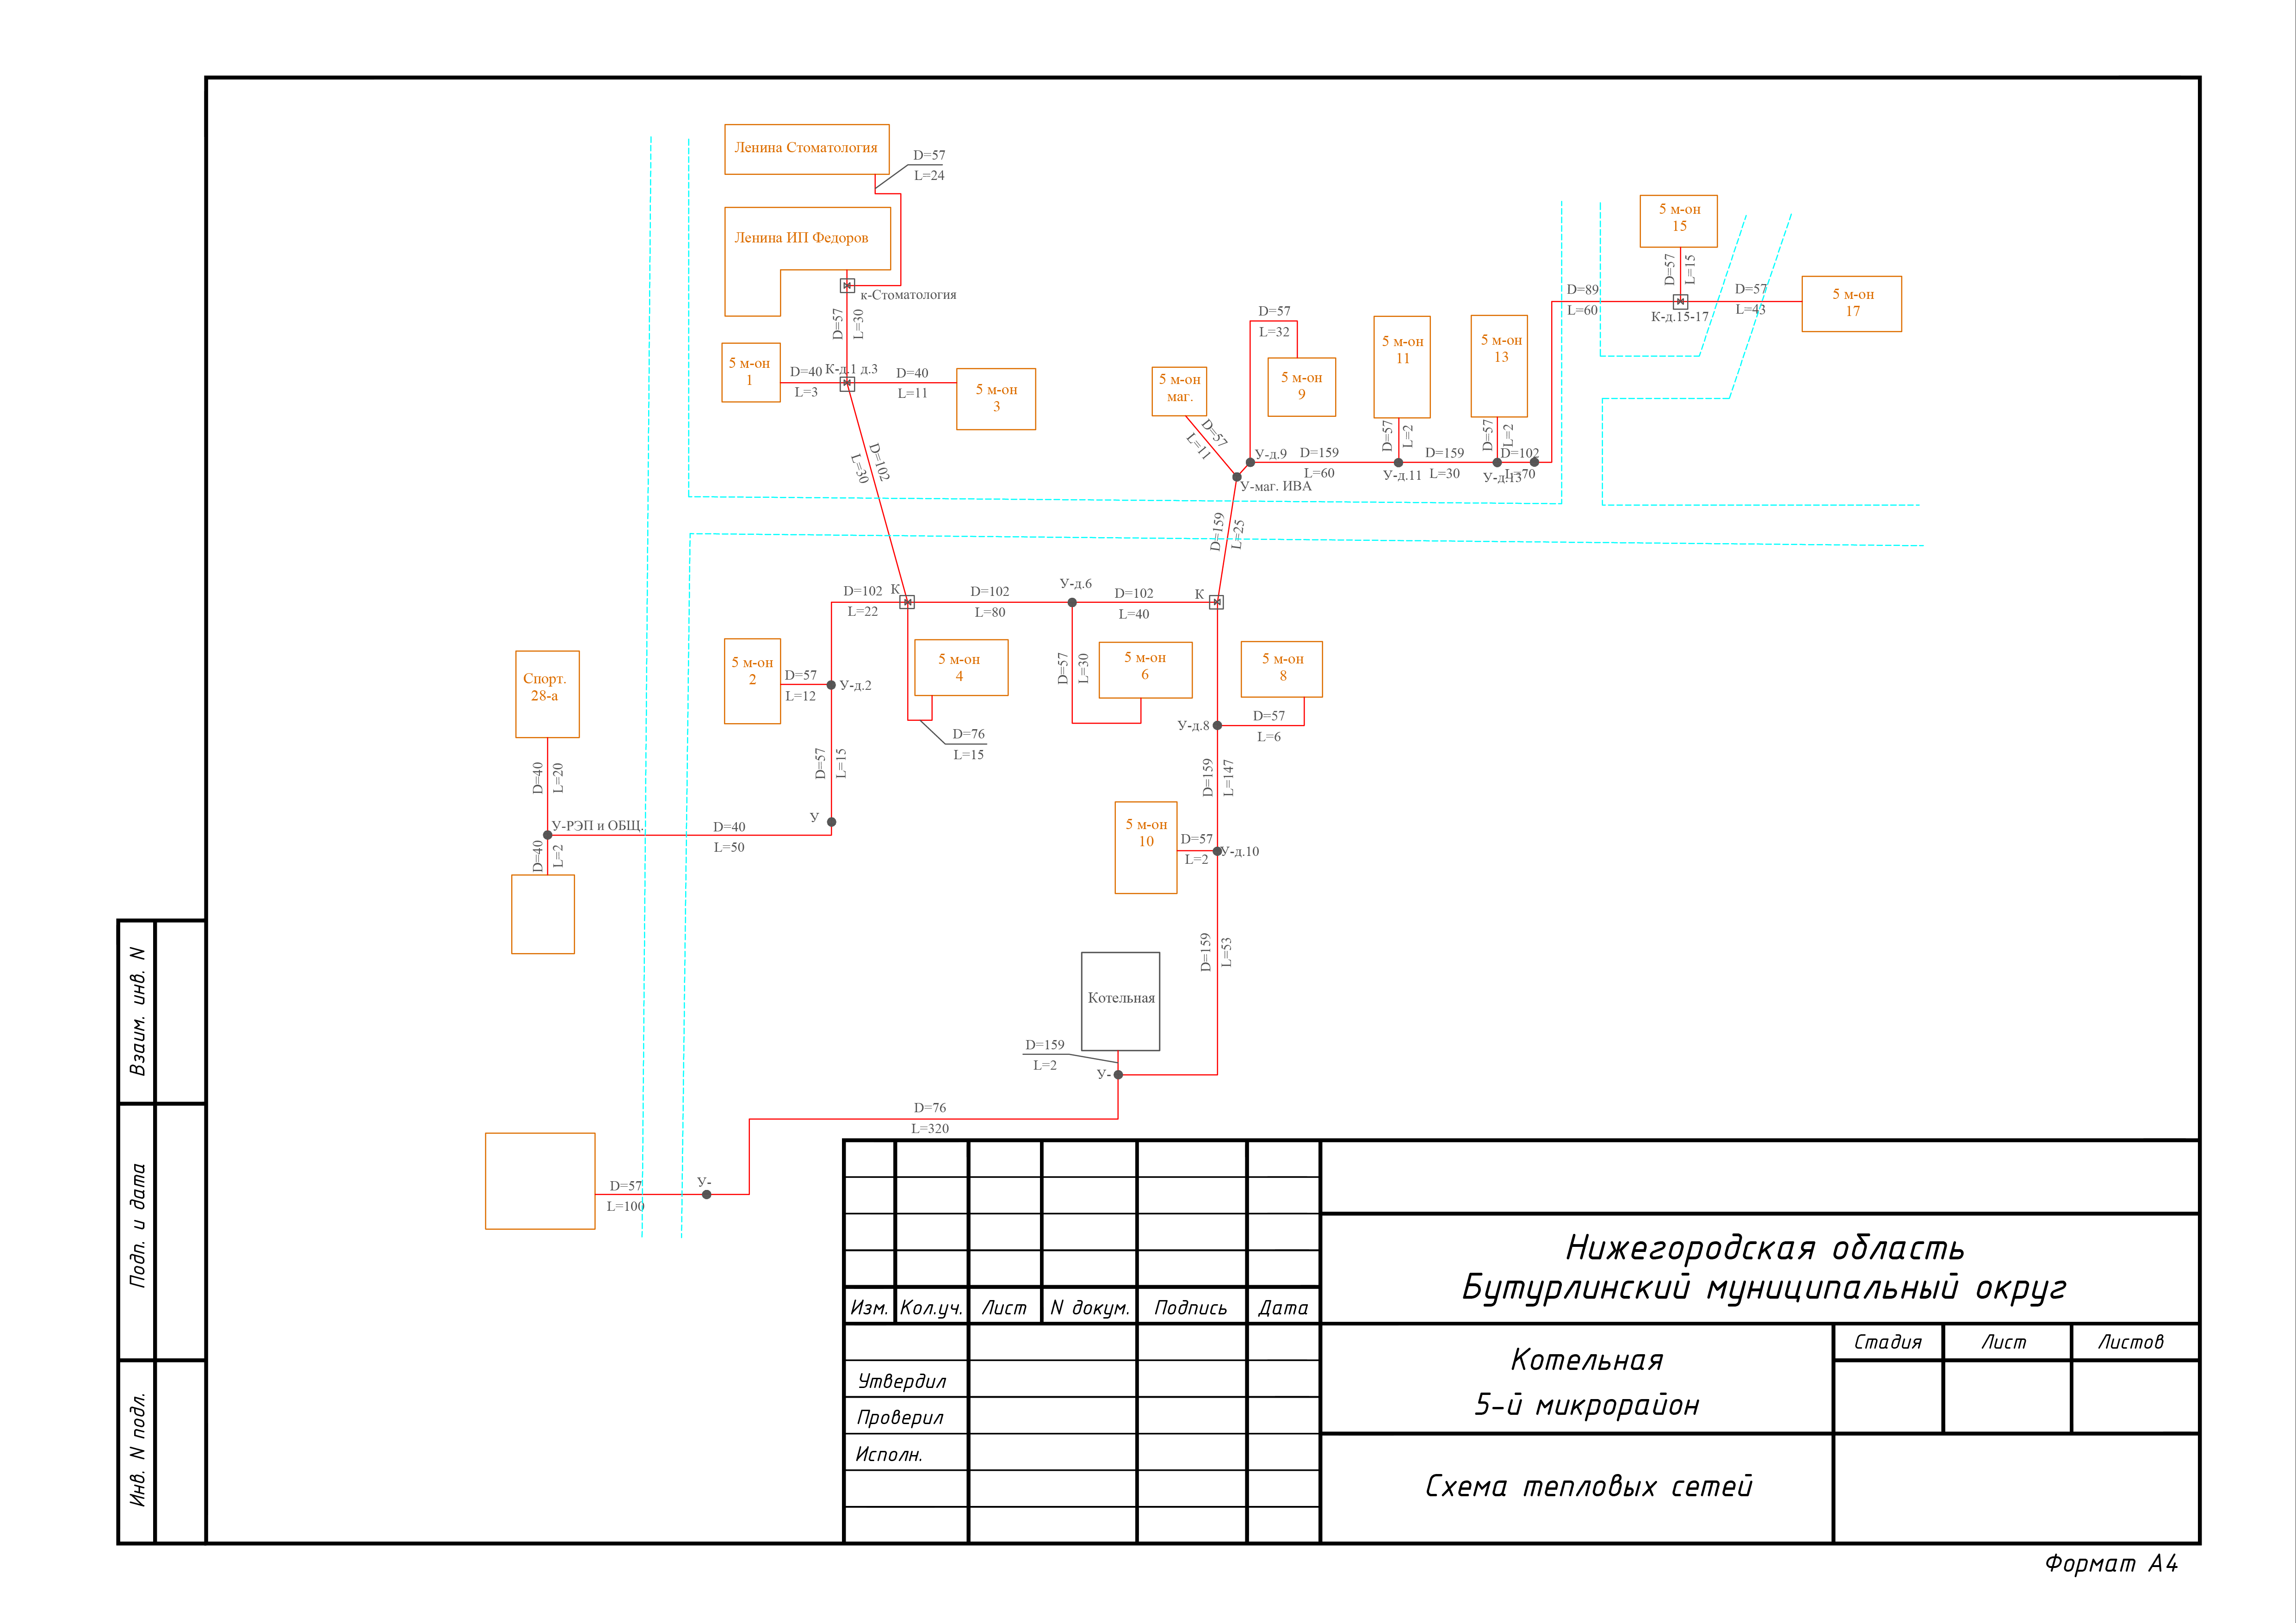 Ленина Стоматология
D=57
L=24
Ленина ИП Федоров
к-Стоматология
D=57
L=30
5 м-он
1
D=40
L=3
К-д.1 д.3
D=40
L=11
5 м-он
3
D=102
L=30
5 м-он
маг.
D=57
L=11
D=57
L=32
5 м-он
9
У-д.9
У-маг. ИВА
D=159
L=60
5 м-он
11
D=57
L=2
У-д.11
D=159
L=30
5 м-он
13
D=57
L=2
У-д.13
D=102
L=70
D=89
L=60
5 м-он
15
D=57
L=15
К-д.15-17
D=57
L=43
5 м-он
17
D=159
L=25
D=102
L=22
К
D=102
L=80
У-д.6
D=102
L=40
К
Спорт.
28-а
5 м-он
2
D=57
L=12
У-д.2
5 м-он
4
D=76
L=15
D=57
L=30
5 м-он
6
5 м-он
8
У-д.8
D=57
L=6
D=40
L=20
D=57
L=15
D=159
L=147
У
У-РЭП и ОБЩ.
D=40
L=50
D=40
L=2
5 м-он
10
D=57
L=2
У-д.10
D=159
L=53
Котельная
D=159
L=2
У-
D=76
L=320
D=57
L=100
У-
Взаим. инв. N
Подп. и дата
Инв. N подл.
Изм.
Кол.уч.
Лист
N докум.
Подпись
Дата
Утвердил
Проверил
Исполн.
Нижегородская область
Бутурлинский муниципальный округ
Котельная
5-й микрорайон
Стадия
Лист
Листов
Схема тепловых сетей
Формат А4